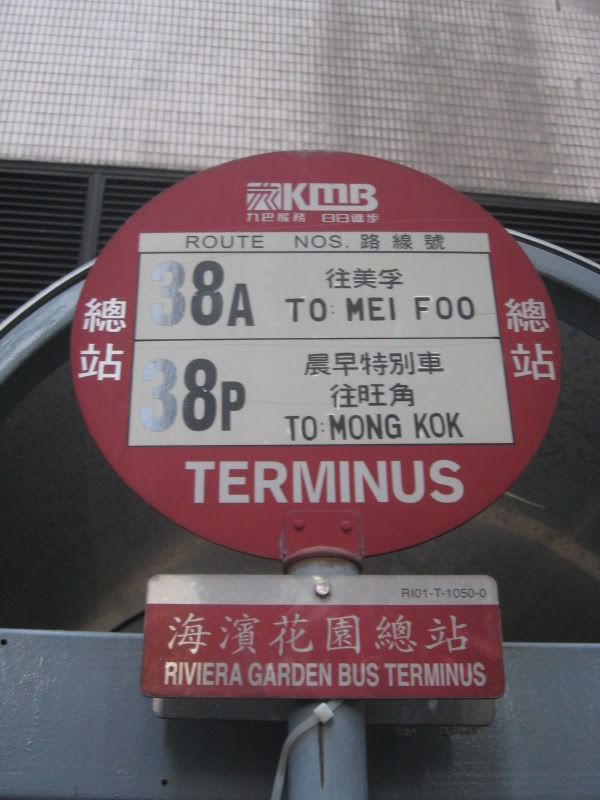 KMB
九巴服務 日日進步
ROUTE NOS. 路線號
38A 往美孚
TO: MEI FOO
38P 晨早特別車
往旺角
TO: MONG KOK
總站
總站
TERMINUS
RI01-T-1050-0
海濱花園總站
RIVIERA GARDEN BUS TERMINUS